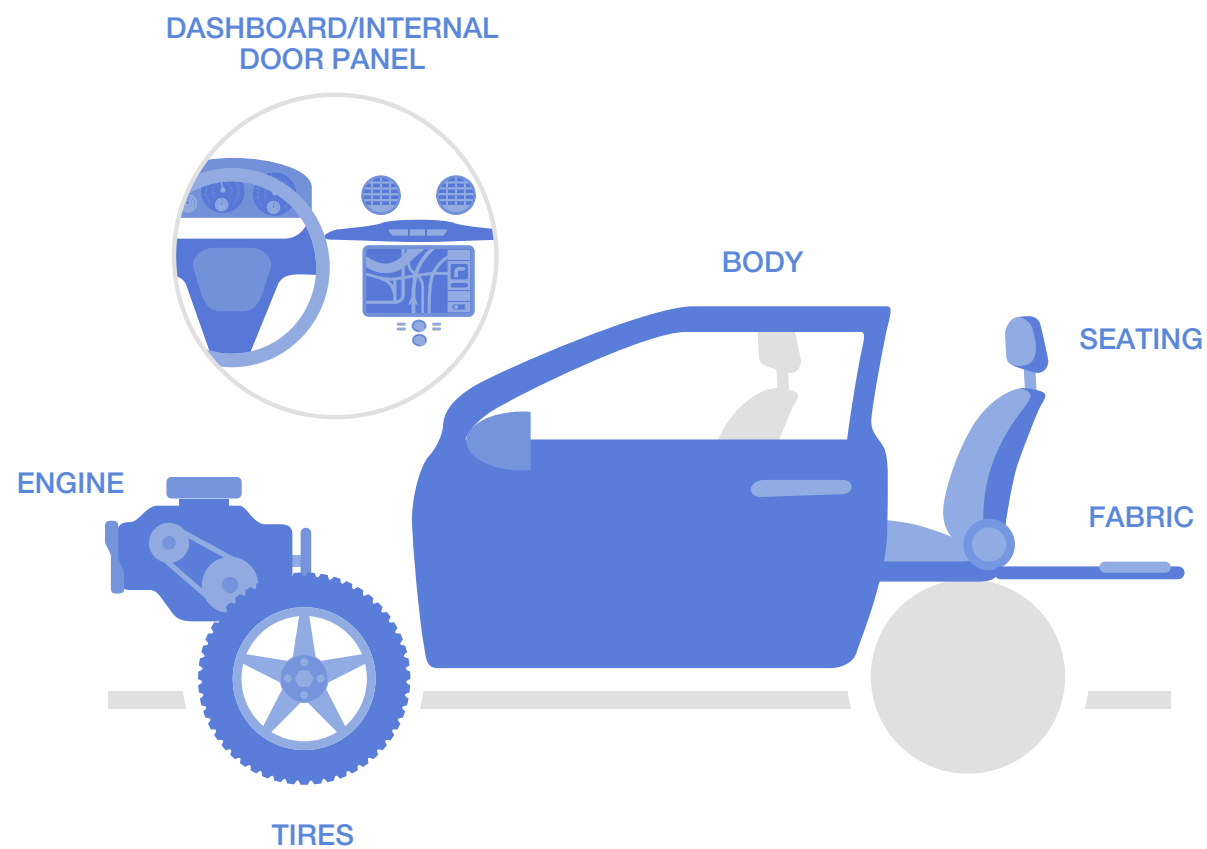 DASHBOARD/INTERNAL
DOOR PANEL
BODY
SEATING
ENGINE
FABRIC
TIRES